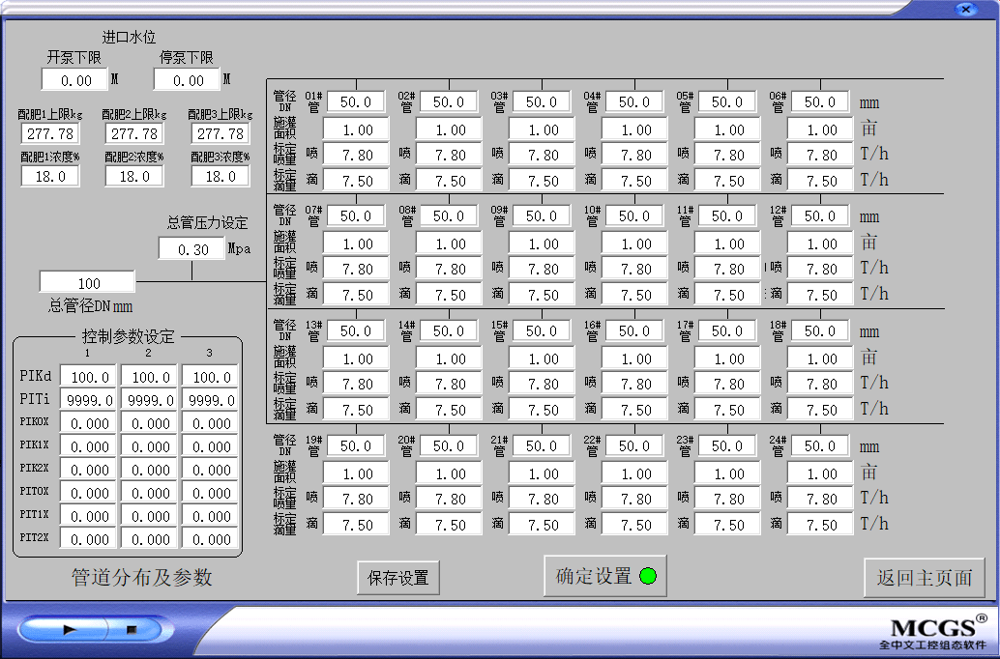 进口水位
开泵下限 停泵下限
0.00 M 0.00 M
配肥1上限kg 配肥2上限kg 配肥3上限kg
277.78 277.78 277.78
配肥1浓度% 配肥2浓度% 配肥3浓度%
18.0 18.0 18.0
总管压力设定
0.30 Mpa
100
总管径DN mm
控制参数设定
1 2 3
PIKd 100.0 100.0 100.0
PITi 9999.0 9999.0 9999.0
PIK0X 0.000 0.000 0.000
PIK1X 0.000 0.000 0.000
PIK2X 0.000 0.000 0.000
PIT0X 0.000 0.000 0.000
PIT1X 0.000 0.000 0.000
PIT2X 0.000 0.000 0.000
管道分布及参数
管径DN 01#管 50.0 02#管 50.0 03#管 50.0 04#管 50.0 05#管 50.0 06#管 50.0 mm
施灌面积 1.00 1.00 1.00 1.00 1.00 1.00 亩
标定喷量 喷 7.80 喷 7.80 喷 7.80 喷 7.80 喷 7.80 喷 7.80 T/h
标定滴量 滴 7.50 滴 7.50 滴 7.50 滴 7.50 滴 7.50 滴 7.50 T/h
管径DN 07#管 50.0 08#管 50.0 09#管 50.0 10#管 50.0 11#管 50.0 12#管 50.0 mm
施灌面积 1.00 1.00 1.00 1.00 1.00 1.00 亩
标定喷量 喷 7.80 喷 7.80 喷 7.80 喷 7.80 喷 7.80 喷 7.80 T/h
标定滴量 滴 7.50 滴 7.50 滴 7.50 滴 7.50 滴 7.50 滴 7.50 T/h
管径DN 13#管 50.0 14#管 50.0 15#管 50.0 16#管 50.0 17#管 50.0 18#管 50.0 mm
施灌面积 1.00 1.00 1.00 1.00 1.00 1.00 亩
标定喷量 喷 7.80 喷 7.80 喷 7.80 喷 7.80 喷 7.80 喷 7.80 T/h
标定滴量 滴 7.50 滴 7.50 滴 7.50 滴 7.50 滴 7.50 滴 7.50 T/h
管径DN 19#管 50.0 20#管 50.0 21#管 50.0 22#管 50.0 23#管 50.0 24#管 50.0 mm
施灌面积 1.00 1.00 1.00 1.00 1.00 1.00 亩
标定喷量 喷 7.80 喷 7.80 喷 7.80 喷 7.80 喷 7.80 喷 7.80 T/h
标定滴量 滴 7.50 滴 7.50 滴 7.50 滴 7.50 滴 7.50 滴 7.50 T/h
保存设置 确定设置 返回主页面
MCGS®
全中文工控组态软件